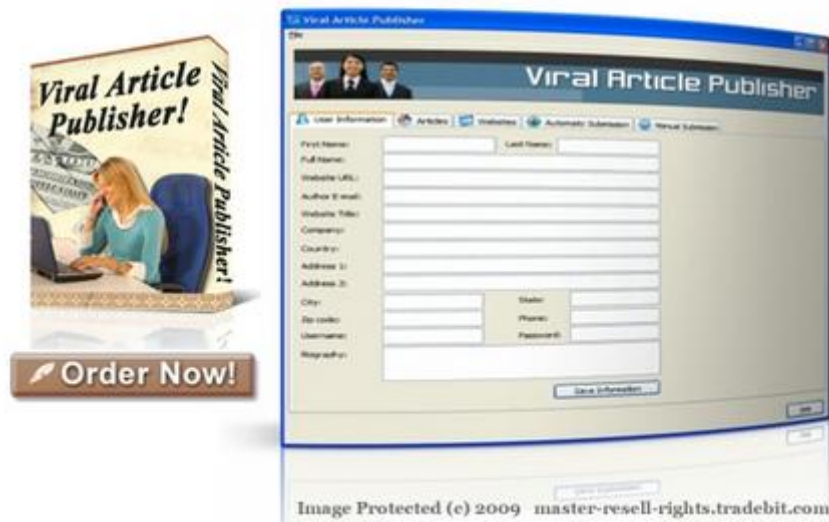 Viral Article
Publisher!
Viral Article Publisher!
Order Now!
Viral Article Publisher
File
Viral Article Publisher
User Information
Articles
Websites
Automatic Submission
Manual Submission
First Name:
Last Name:
Full Name:
Website URL:
Author E-mail:
Website Title:
Company:
Country:
Address 1:
Address 2:
City:
State:
Zip code:
Phone:
Username:
Password:
Biography:
Save Information
Image Protected (c) 2009 master-resell-rights.tradebit.com